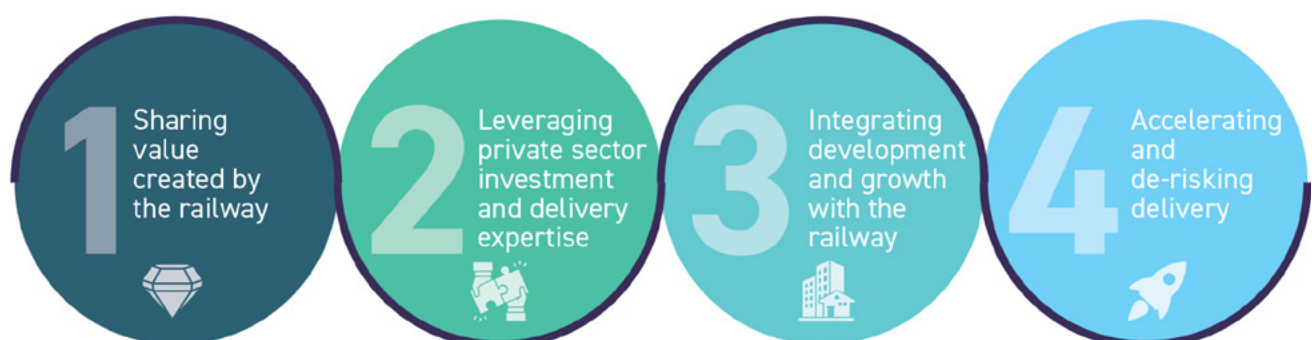 1
Sharing
value
created by
the railway
2
Leveraging
private sector
investment
and delivery
expertise
3
Integrating
development
and growth
with the
railway
4
Accelerating
and
de-risking
delivery